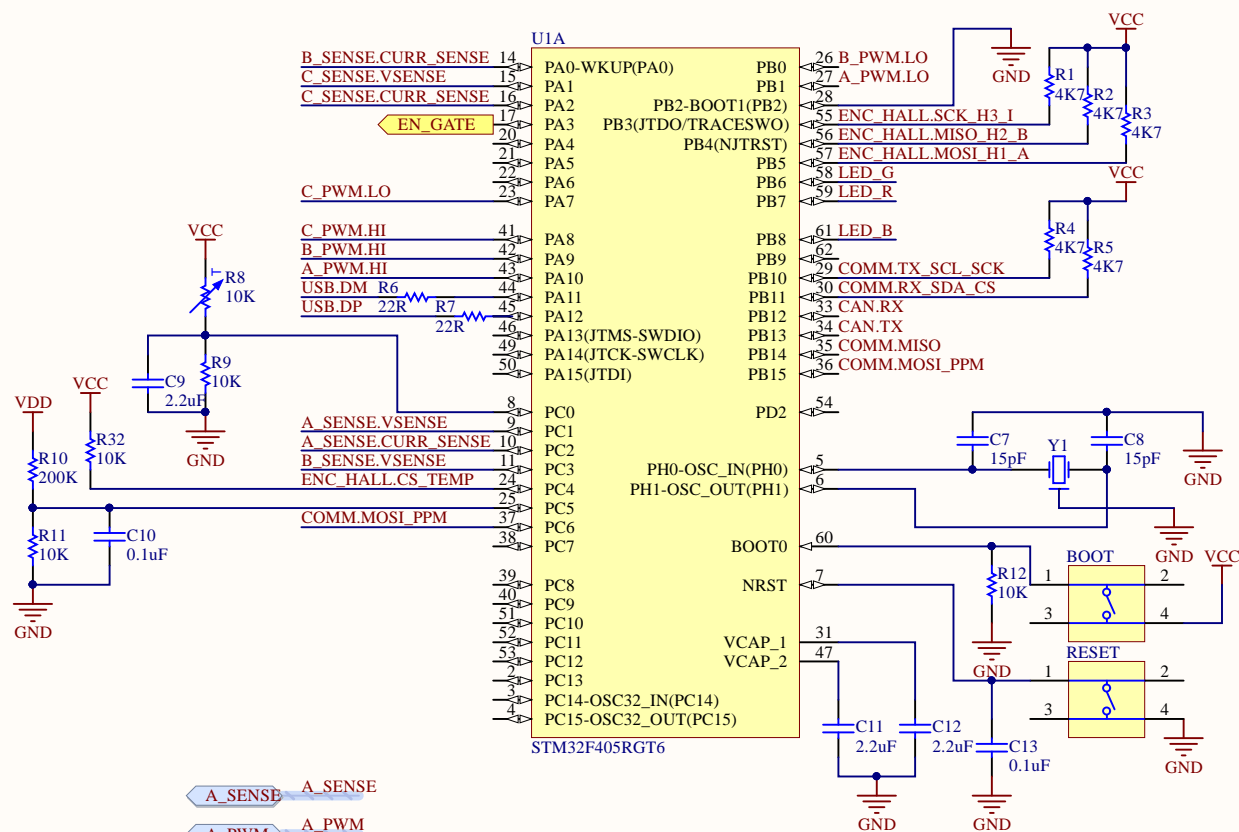 U1A
B_SENSE.CURR_SENSE 14 PA0-WKUP(PA0)
C_SENSE.VSENSE 15 PA1
C_SENSE.CURR_SENSE 16 PA2
EN_GATE 17 PA3
20 PA4
21 PA5
22 PA6
C_PWM.LO 23 PA7
C_PWM.HI 41 PA8
B_PWM.HI 42 PA9
A_PWM.HI 43 PA10
USB.DM R6 22R 44 PA11
USB.DP R7 22R 45 PA12
46 PA13(JTMS-SWDIO)
49 PA14(JTCK-SWCLK)
50 PA15(JTDI)
8 PC0
A_SENSE.VSENSE 9 PC1
A_SENSE.CURR_SENSE 10 PC2
B_SENSE.VSENSE 11 PC3
ENC_HALL.CS_TEMP 24 PC4
25 PC5
COMM.MOSI_PPM 37 PC6
38 PC7
39 PC8
40 PC9
51 PC10
52 PC11
53 PC12
2 PC13
3 PC14-OSC32_IN(PC14)
4 PC15-OSC32_OUT(PC15)
STM32F405RGT6
PB0 26 B_PWM.LO
PB1 27 A_PWM.LO
PB2-BOOT1(PB2) 28
PB3(JTDO/TRACESWO) 55 ENC_HALL.SCK_H3_I
PB4(NJTRST) 56 ENC_HALL.MISO_H2_B
PB5 57 ENC_HALL.MOSI_H1_A
PB6 58 LED_G
PB7 59 LED_R
PB8 61 LED_B
PB9 62
PB10 29 COMM.TX_SCL_SCK
PB11 30 COMM.RX_SDA_CS
PB12 33 CAN.RX
PB13 34 CAN.TX
PB14 35 COMM.MISO
PB15 36 COMM.MOSI_PPM
PD2 54
PH0-OSC_IN(PH0) 5
PH1-OSC_OUT(PH1) 6
BOOT0 60
NRST 7
VCAP_1 31
VCAP_2 47
GND
VCC
R1
4K7
R2
4K7
R3
4K7
VCC
R4
4K7
R5
4K7
VCC
T
R8
10K
R9
10K
C9
2.2uF
GND
VCC
R32
10K
VDD
R10
200K
R11
10K
C10
0.1uF
GND
C7
15pF
Y1
C8
15pF
GND
GND
VCC
R12
10K
GND
BOOT
1 2
3 4
RESET
1 2
3 4
GND
C11
2.2uF
C12
2.2uF
GND
C13
0.1uF
GND
A_SENSE A_SENSE
A_PWM A_PWM